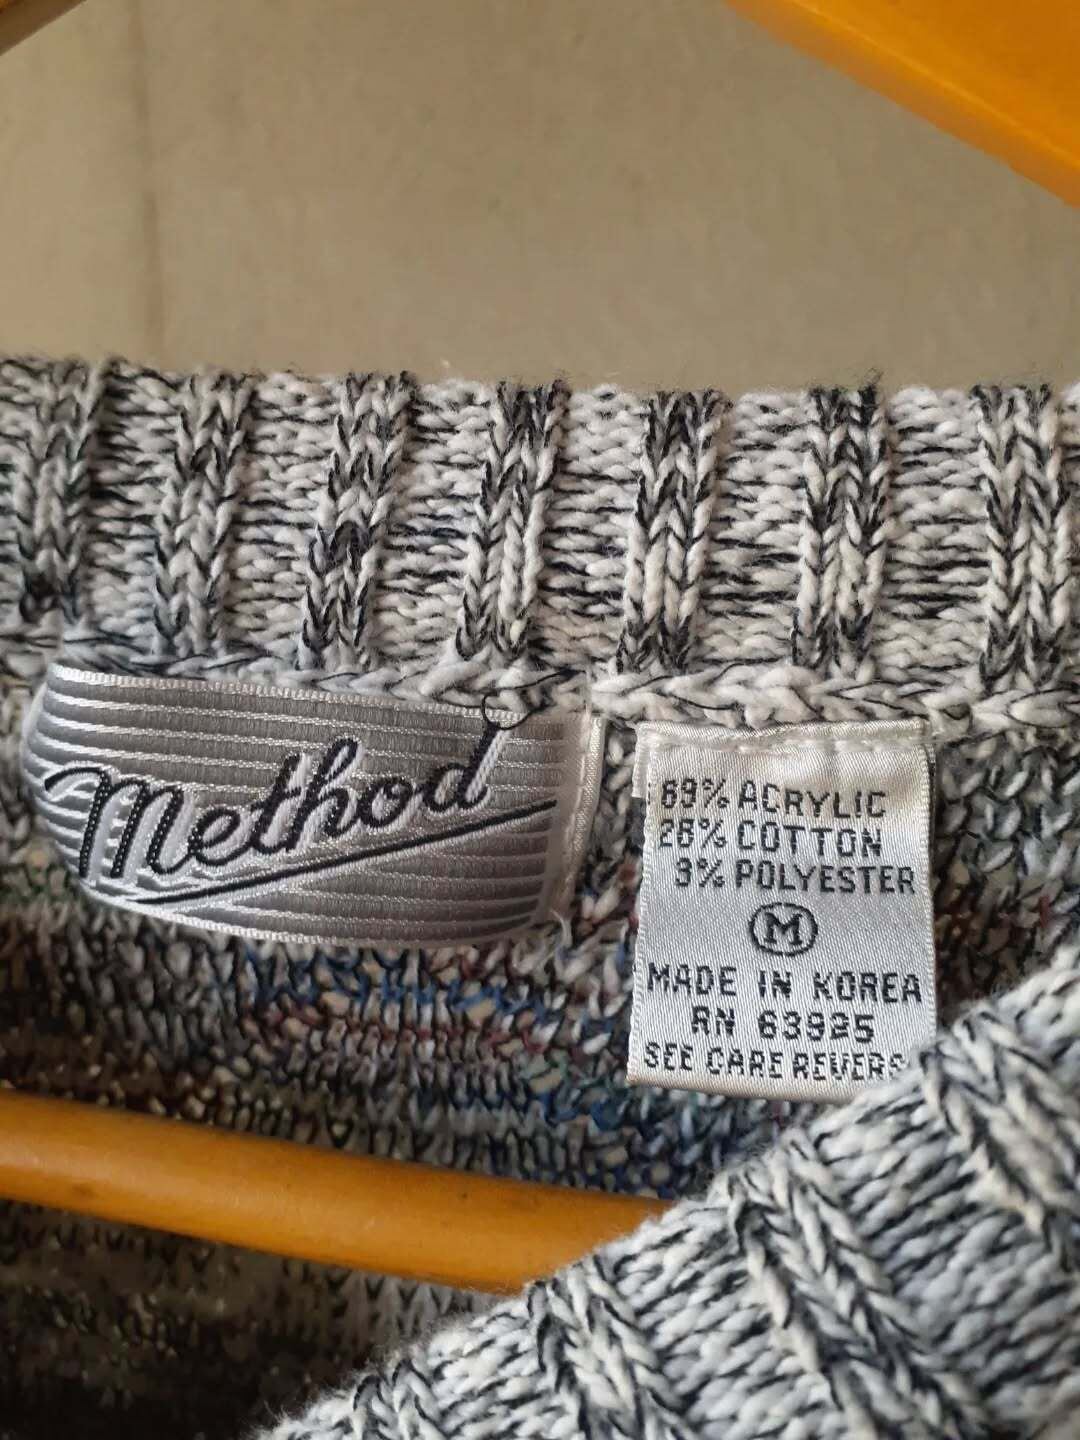 Method
69% ACRYLIC
28% COTTON
3% POLYESTER
M
MADE IN KOREA
RN 63925
SEE CARE REVERS